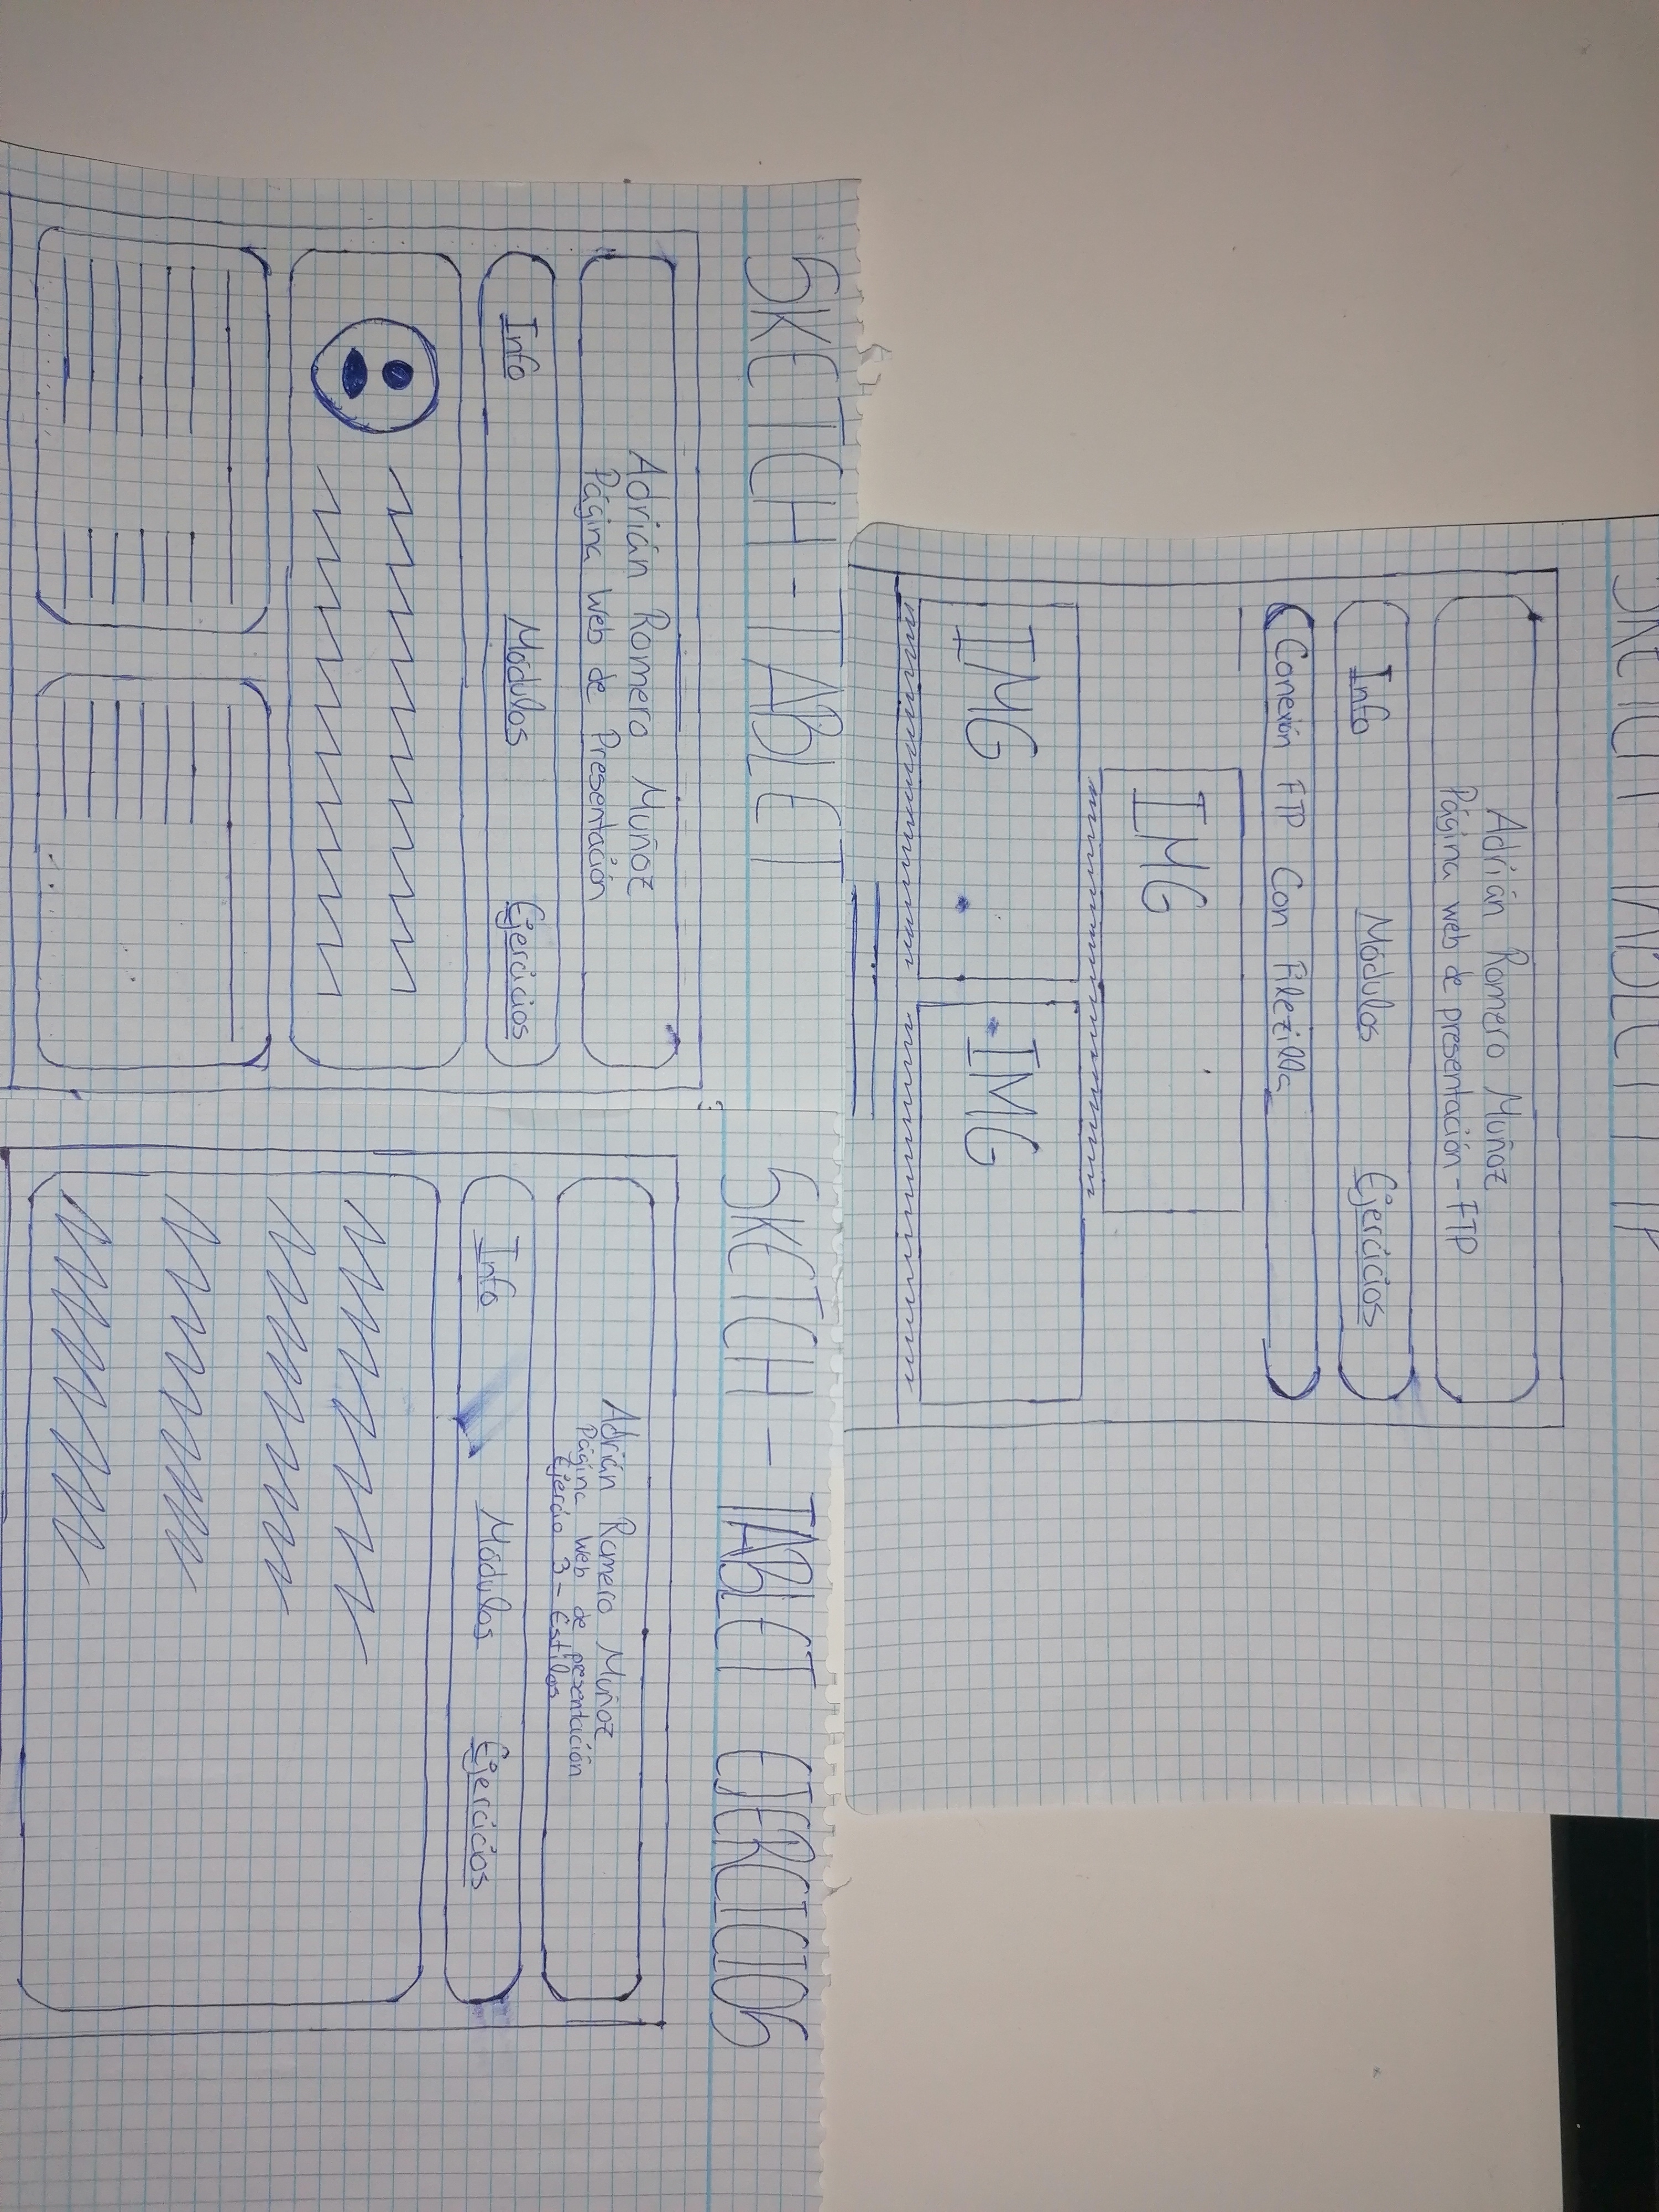 SKETCH - TABLET FTP
Adrián Romero Muñoz
Página web de presentación - FTP
Info Módulos Ejercicios
Conexión FTP Con Filezilla
IMG
IMG IMG
SKETCH - TABLET
Adrián Romero Muñoz
Página Web de Presentación
Info Módulos Ejercicios
SKETCH - TABLET EJERCICIOS
Adrián Romero Muñoz
Página Web de presentación
Ejercio 3 - Estilos
Info Módulos Ejercicios